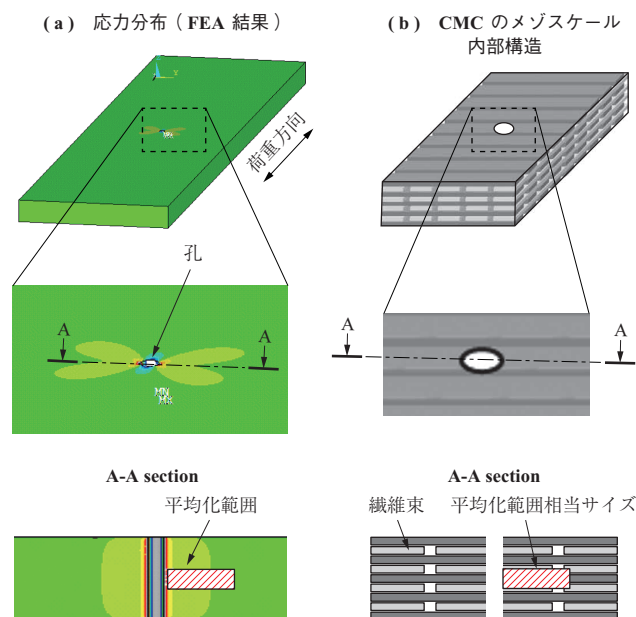 ( a ) 応力分布 ( FEA 結果 )
( b ) CMC のメゾスケール
内部構造
荷重方向
孔
A
A
A
A
A-A section
平均化範囲
A-A section
繊維束
平均化範囲相当サイズ